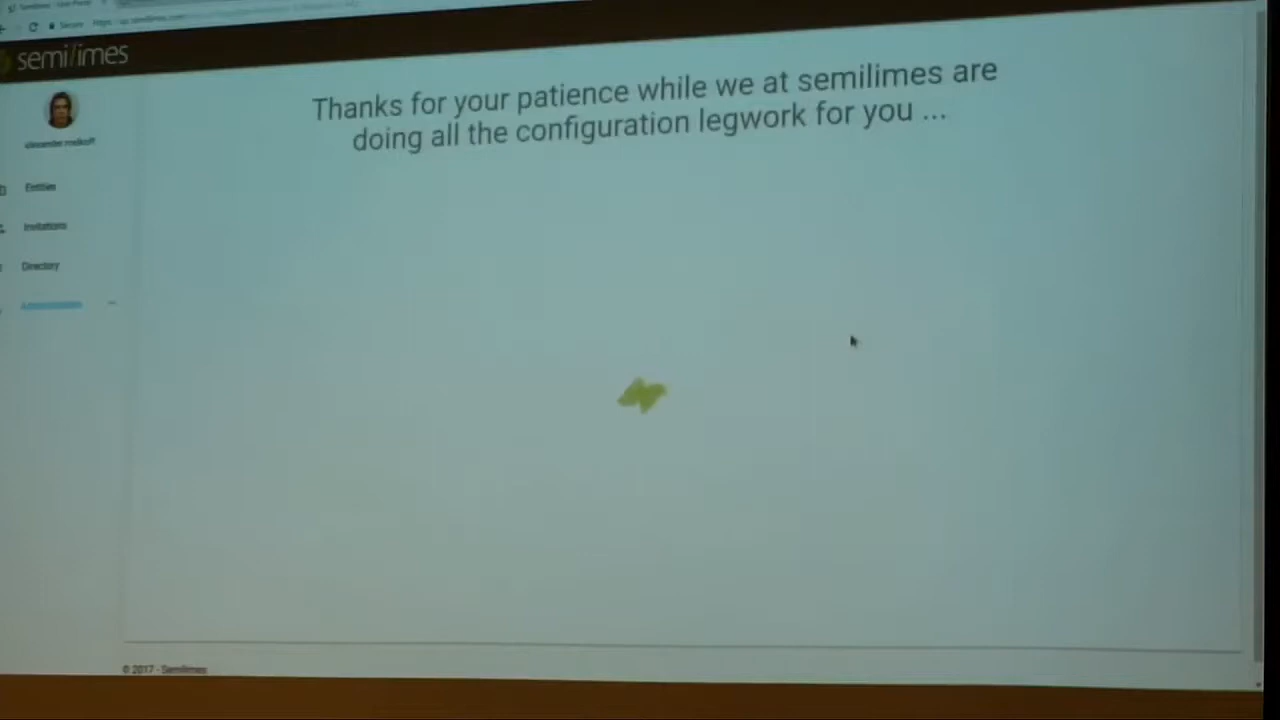 Secure
semilimes
Thanks for your patience while we at semilimes are
doing all the configuration legwork for you ...
Entities
Invitations
Directory
© 2017 - Semilimes